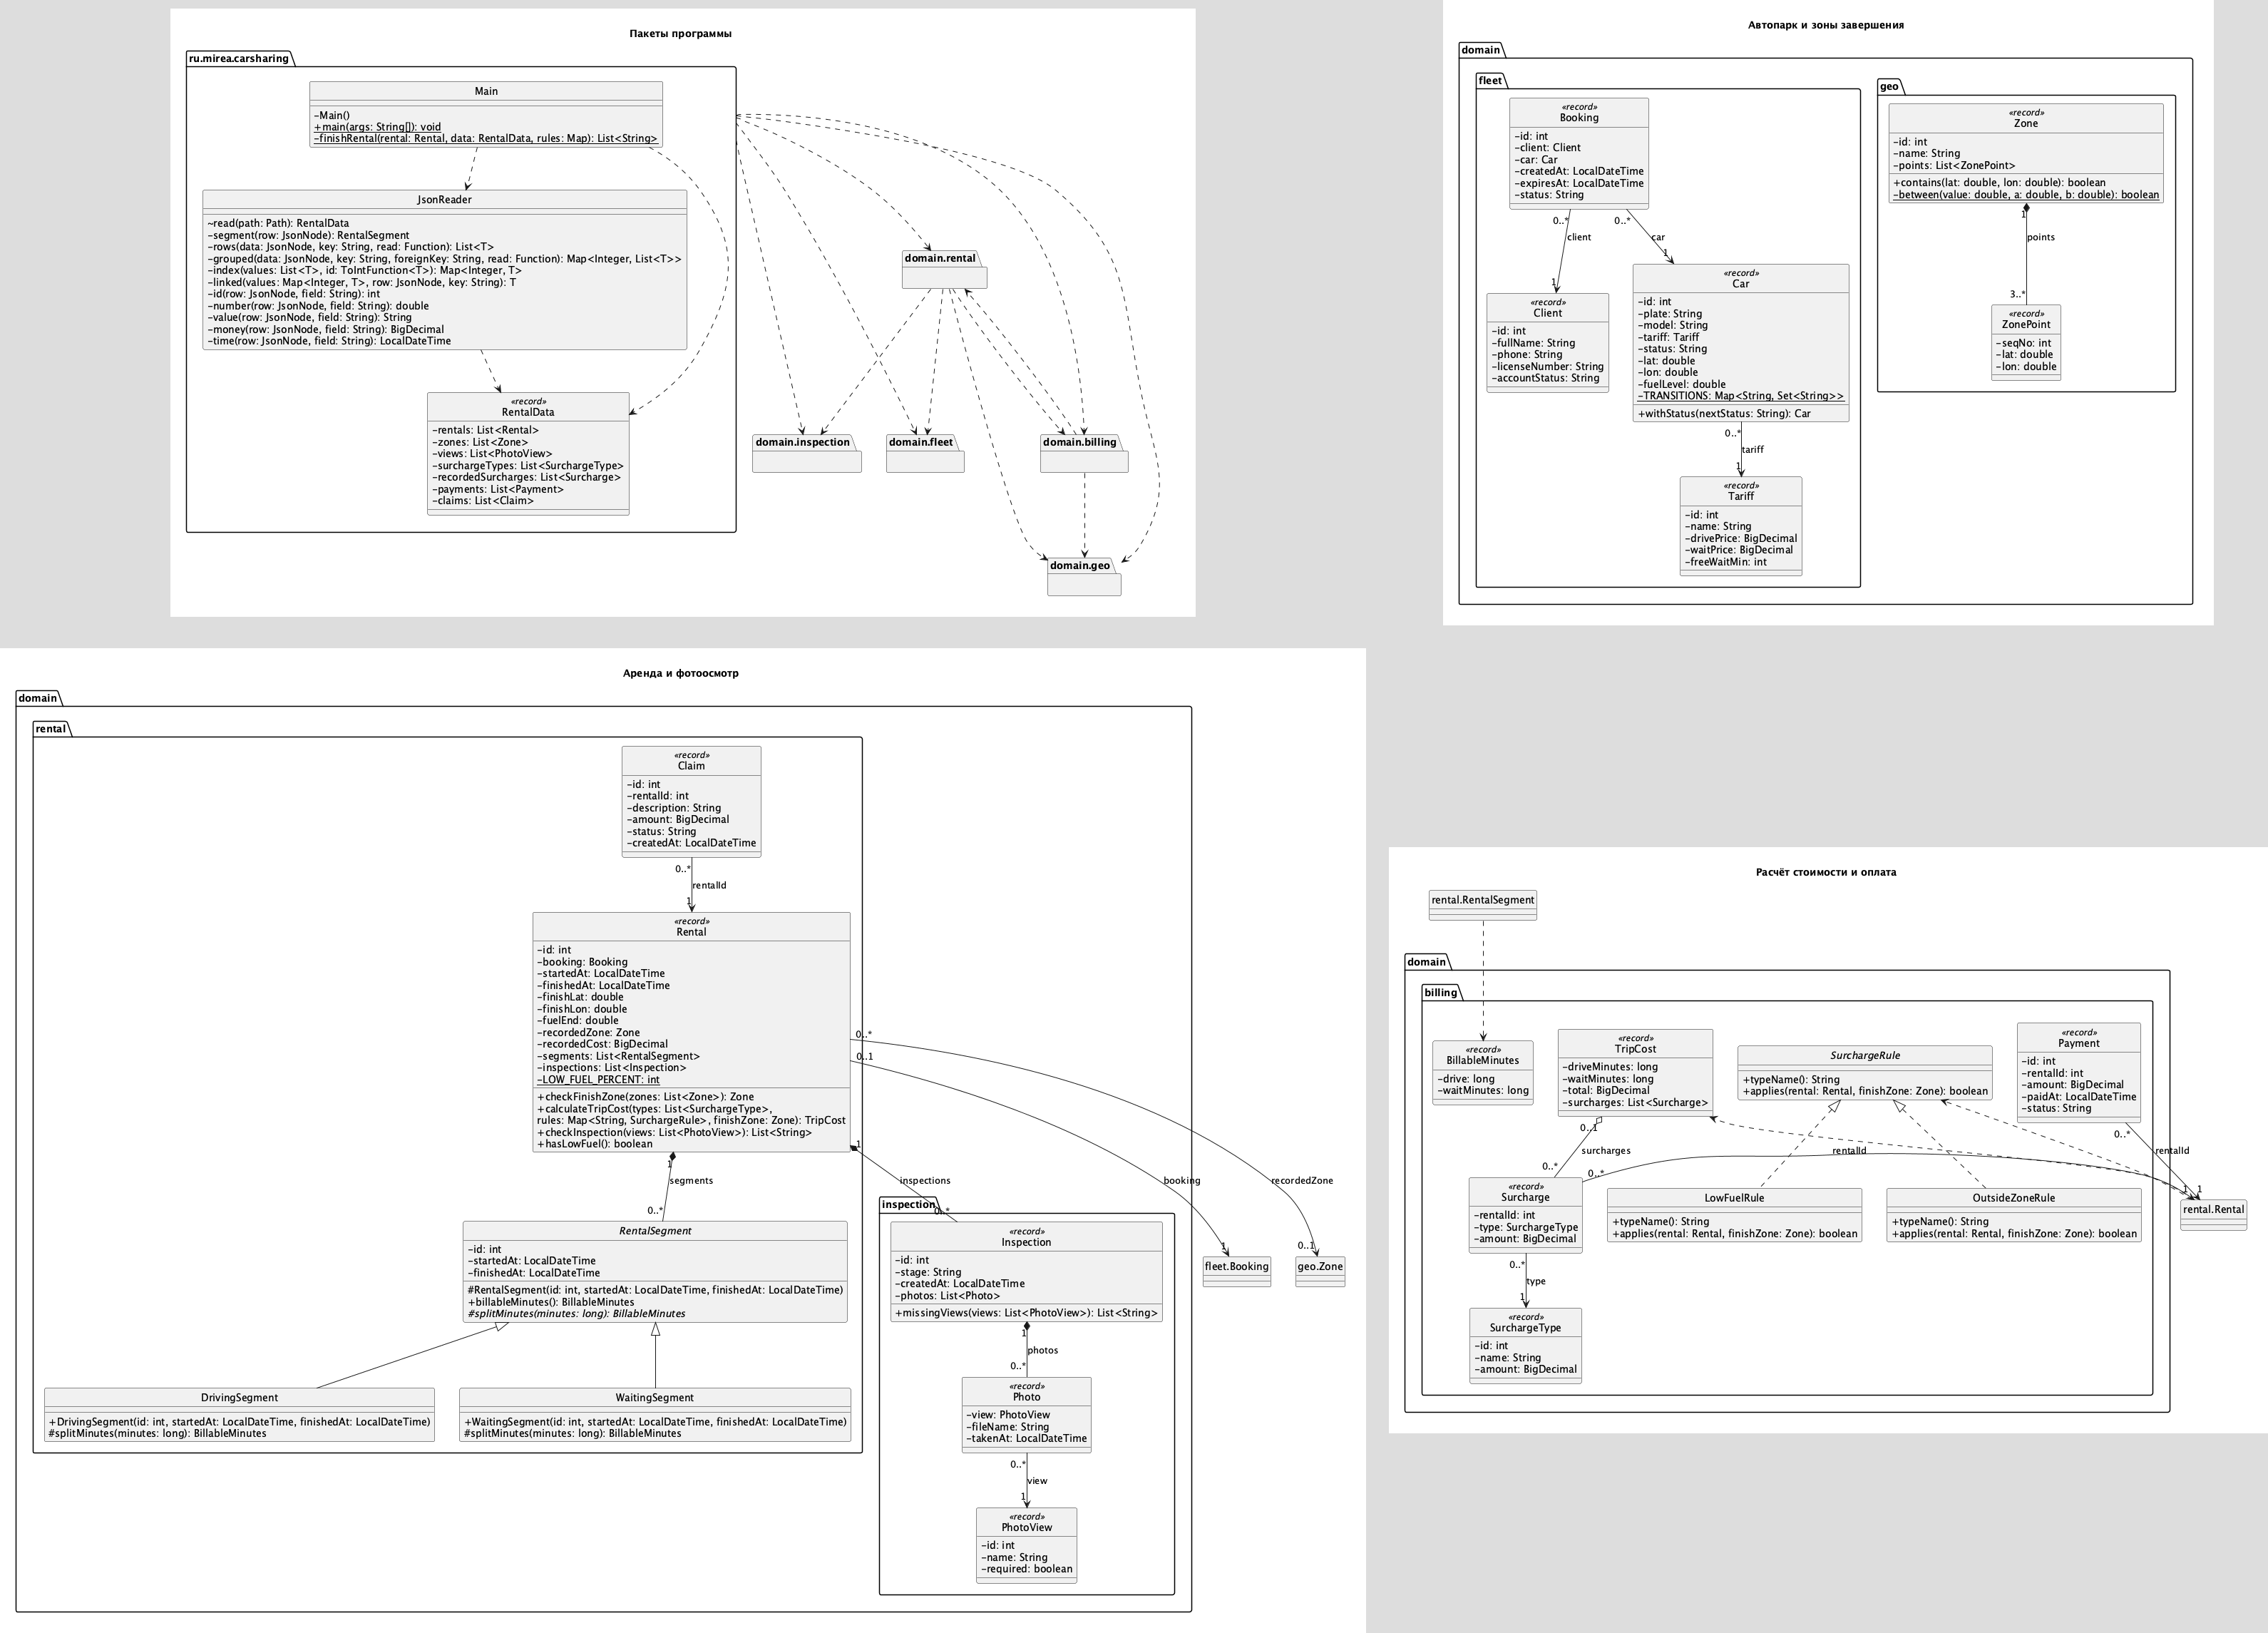 Пакеты программы
ru.mirea.carsharing
Main
-Main()
+main(args: String[]): void
-finishRental(rental: Rental, data: RentalData, rules: Map): List<String>
JsonReader
~read(path: Path): RentalData
-segment(row: JsonNode): RentalSegment
-rows(data: JsonNode, key: String, read: Function): List<T>
-grouped(data: JsonNode, key: String, foreignKey: String, read: Function): Map<Integer, List<T>>
-index(values: List<T>, id: ToIntFunction<T>): Map<Integer, T>
-linked(values: Map<Integer, T>, row: JsonNode, key: String): T
-id(row: JsonNode, field: String): int
-number(row: JsonNode, field: String): double
-value(row: JsonNode, field: String): String
-money(row: JsonNode, field: String): BigDecimal
-time(row: JsonNode, field: String): LocalDateTime
«record»
RentalData
-rentals: List<Rental>
-zones: List<Zone>
-views: List<PhotoView>
-surchargeTypes: List<SurchargeType>
-recordedSurcharges: List<Surcharge>
-payments: List<Payment>
-claims: List<Claim>
domain.rental
domain.inspection
domain.fleet
domain.billing
domain.geo
Автопарк и зоны завершения
domain
fleet
«record»
Booking
-id: int
-client: Client
-car: Car
-createdAt: LocalDateTime
-expiresAt: LocalDateTime
-status: String
0..*
0..*
client
car
1
1
«record»
Client
-id: int
-fullName: String
-phone: String
-licenseNumber: String
-accountStatus: String
«record»
Car
-id: int
-plate: String
-model: String
-tariff: Tariff
-status: String
-lat: double
-lon: double
-fuelLevel: double
-TRANSITIONS: Map<String, Set<String>>
+withStatus(nextStatus: String): Car
0..*
tariff
1
«record»
Tariff
-id: int
-name: String
-drivePrice: BigDecimal
-waitPrice: BigDecimal
-freeWaitMin: int
geo
«record»
Zone
-id: int
-name: String
-points: List<ZonePoint>
+contains(lat: double, lon: double): boolean
-between(value: double, a: double, b: double): boolean
1
points
3..*
«record»
ZonePoint
-seqNo: int
-lat: double
-lon: double
Аренда и фотоосмотр
domain
rental
«record»
Claim
-id: int
-rentalId: int
-description: String
-amount: BigDecimal
-status: String
-createdAt: LocalDateTime
0..*
rentalId
1
«record»
Rental
-id: int
-booking: Booking
-startedAt: LocalDateTime
-finishedAt: LocalDateTime
-finishLat: double
-finishLon: double
-fuelEnd: double
-recordedZone: Zone
-recordedCost: BigDecimal
-segments: List<RentalSegment>
-inspections: List<Inspection>
-LOW_FUEL_PERCENT: int
+checkFinishZone(zones: List<Zone>): Zone
+calculateTripCost(types: List<SurchargeType>,
rules: Map<String, SurchargeRule>, finishZone: Zone): TripCost
+checkInspection(views: List<PhotoView>): List<String>
+hasLowFuel(): boolean
0..*
0..1
1
1
segments
inspections
booking
recordedZone
0..*
0..*
1
0..1
fleet.Booking
geo.Zone
RentalSegment
-id: int
-startedAt: LocalDateTime
-finishedAt: LocalDateTime
#RentalSegment(id: int, startedAt: LocalDateTime, finishedAt: LocalDateTime)
+billableMinutes(): BillableMinutes
#splitMinutes(minutes: long): BillableMinutes
DrivingSegment
+DrivingSegment(id: int, startedAt: LocalDateTime, finishedAt: LocalDateTime)
#splitMinutes(minutes: long): BillableMinutes
WaitingSegment
+WaitingSegment(id: int, startedAt: LocalDateTime, finishedAt: LocalDateTime)
#splitMinutes(minutes: long): BillableMinutes
inspection
«record»
Inspection
-id: int
-stage: String
-createdAt: LocalDateTime
-photos: List<Photo>
+missingViews(views: List<PhotoView>): List<String>
1
photos
0..*
«record»
Photo
-view: PhotoView
-fileName: String
-takenAt: LocalDateTime
0..*
view
1
«record»
PhotoView
-id: int
-name: String
-required: boolean
Расчёт стоимости и оплата
rental.RentalSegment
domain
billing
«record»
BillableMinutes
-drive: long
-waitMinutes: long
«record»
TripCost
-driveMinutes: long
-waitMinutes: long
-total: BigDecimal
-surcharges: List<Surcharge>
SurchargeRule
+typeName(): String
+applies(rental: Rental, finishZone: Zone): boolean
«record»
Payment
-id: int
-rentalId: int
-amount: BigDecimal
-paidAt: LocalDateTime
-status: String
0..1
0..*
surcharges
rentalId
rentalId
0..*
0..*
1
1
«record»
Surcharge
-rentalId: int
-type: SurchargeType
-amount: BigDecimal
LowFuelRule
+typeName(): String
+applies(rental: Rental, finishZone: Zone): boolean
OutsideZoneRule
+typeName(): String
+applies(rental: Rental, finishZone: Zone): boolean
rental.Rental
0..*
type
1
«record»
SurchargeType
-id: int
-name: String
-amount: BigDecimal